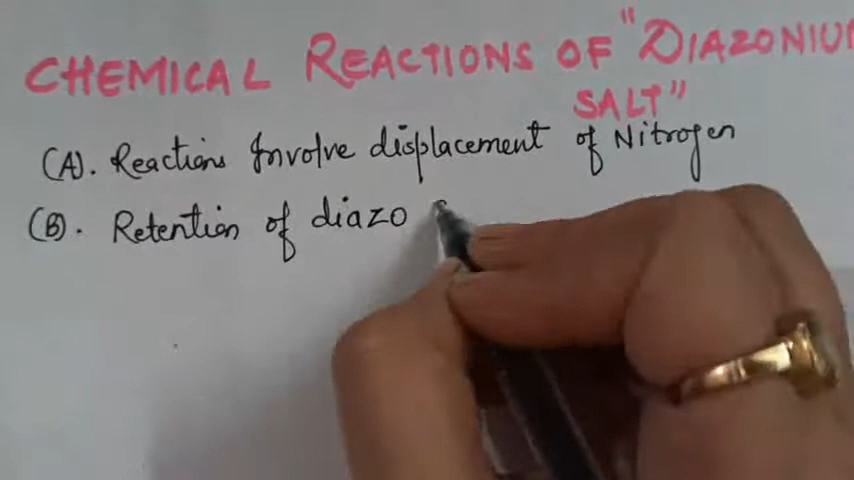 CHEMICAL REACTIONS OF "DIAZONIU
SALT"
(A). Reactions Involve displacement of Nitrogen
(B). Retention of diazo